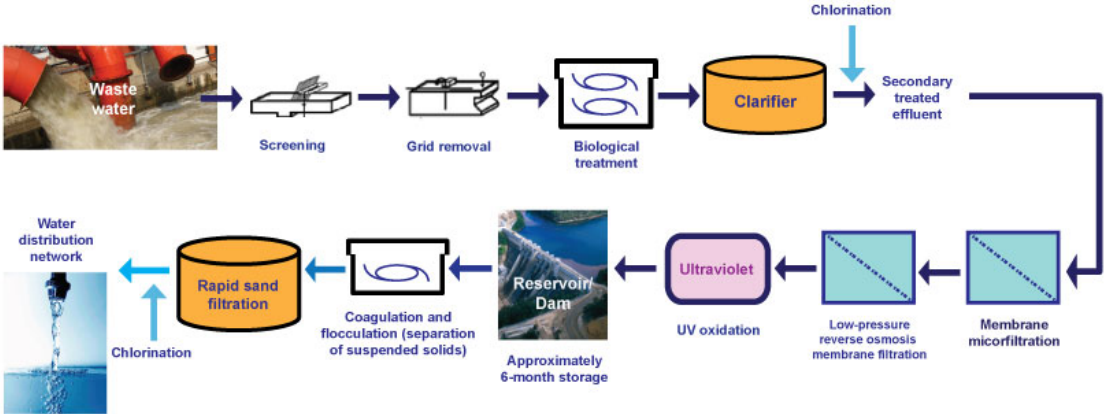 Chlorination
Waste
water
Screening
Grid removal
Biological
treatment
Clarifier
Secondary
treated
effluent
Water
distribution
network
Chlorination
Rapid sand
filtration
Coagulation and
flocculation (separation
of suspended solids)
Reservoir/
Dam
Approximately
6-month storage
Ultraviolet
UV oxidation
Low-pressure
reverse osmosis
membrane filtration
Membrane
micorfiltration